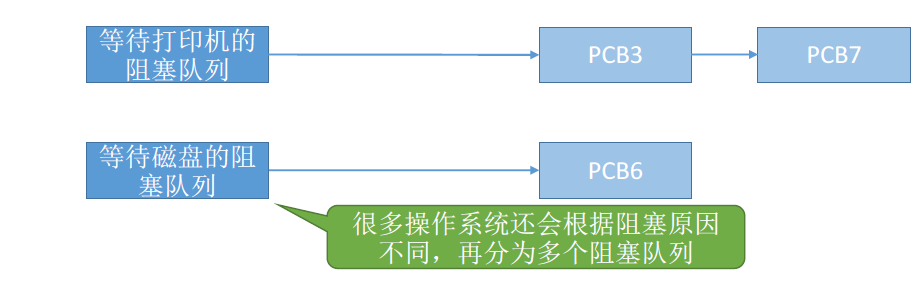 等待打印机的
阻塞队列
PCB3
PCB7
等待磁盘的阻
塞队列
PCB6
很多操作系统还会根据阻塞原因
不同，再分为多个阻塞队列